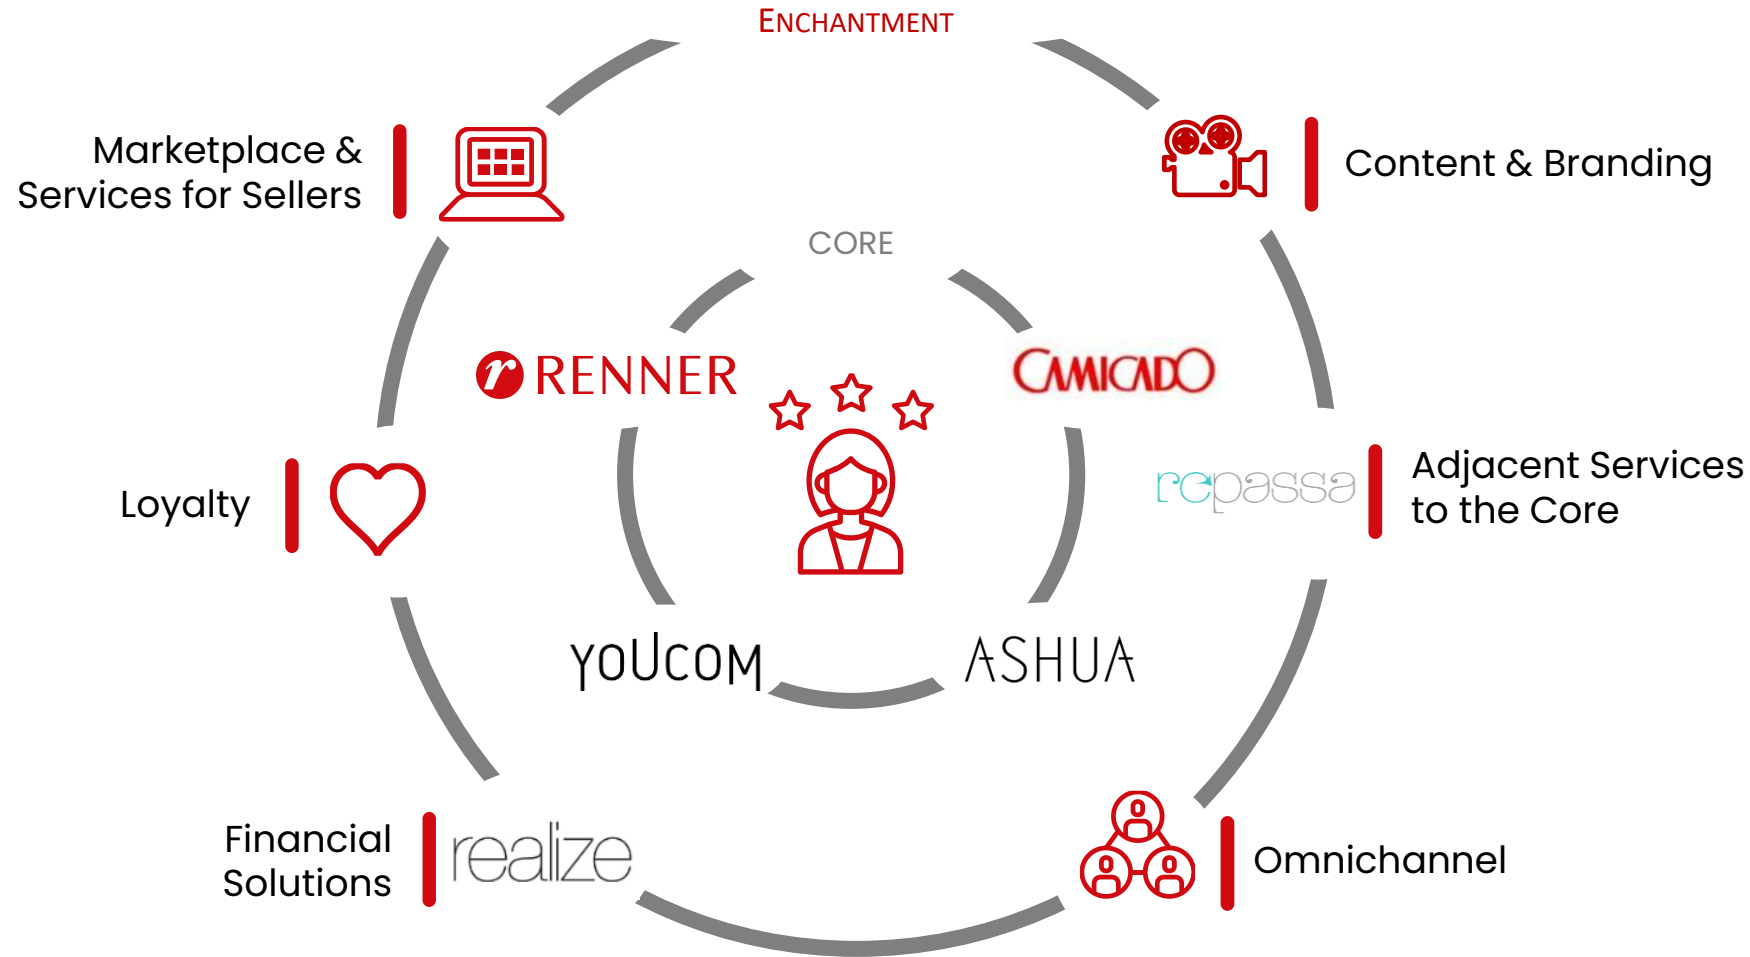 ENCHANTMENT
Marketplace &
Services for Sellers
Content & Branding
CORE
r RENNER
CAMICADO
Loyalty
repassa
Adjacent Services
to the Core
YOUCOM
ASHUA
Financial
Solutions
realize
Omnichannel